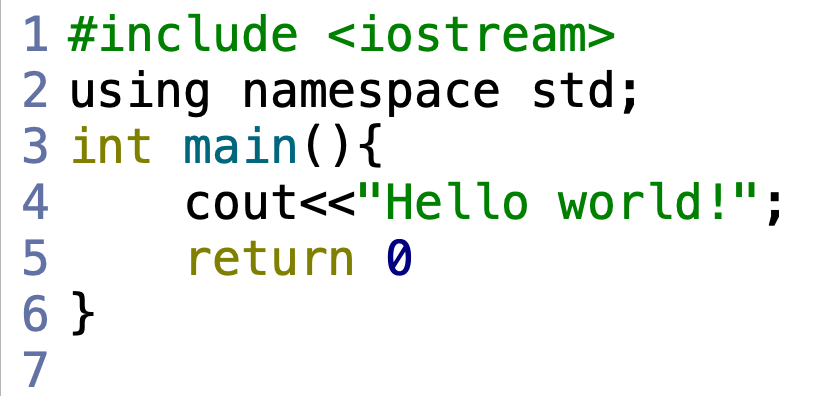 1 #include <iostream>
2 using namespace std;
3 int main(){
4     cout<<"Hello world!";
5     return 0
6 }
7